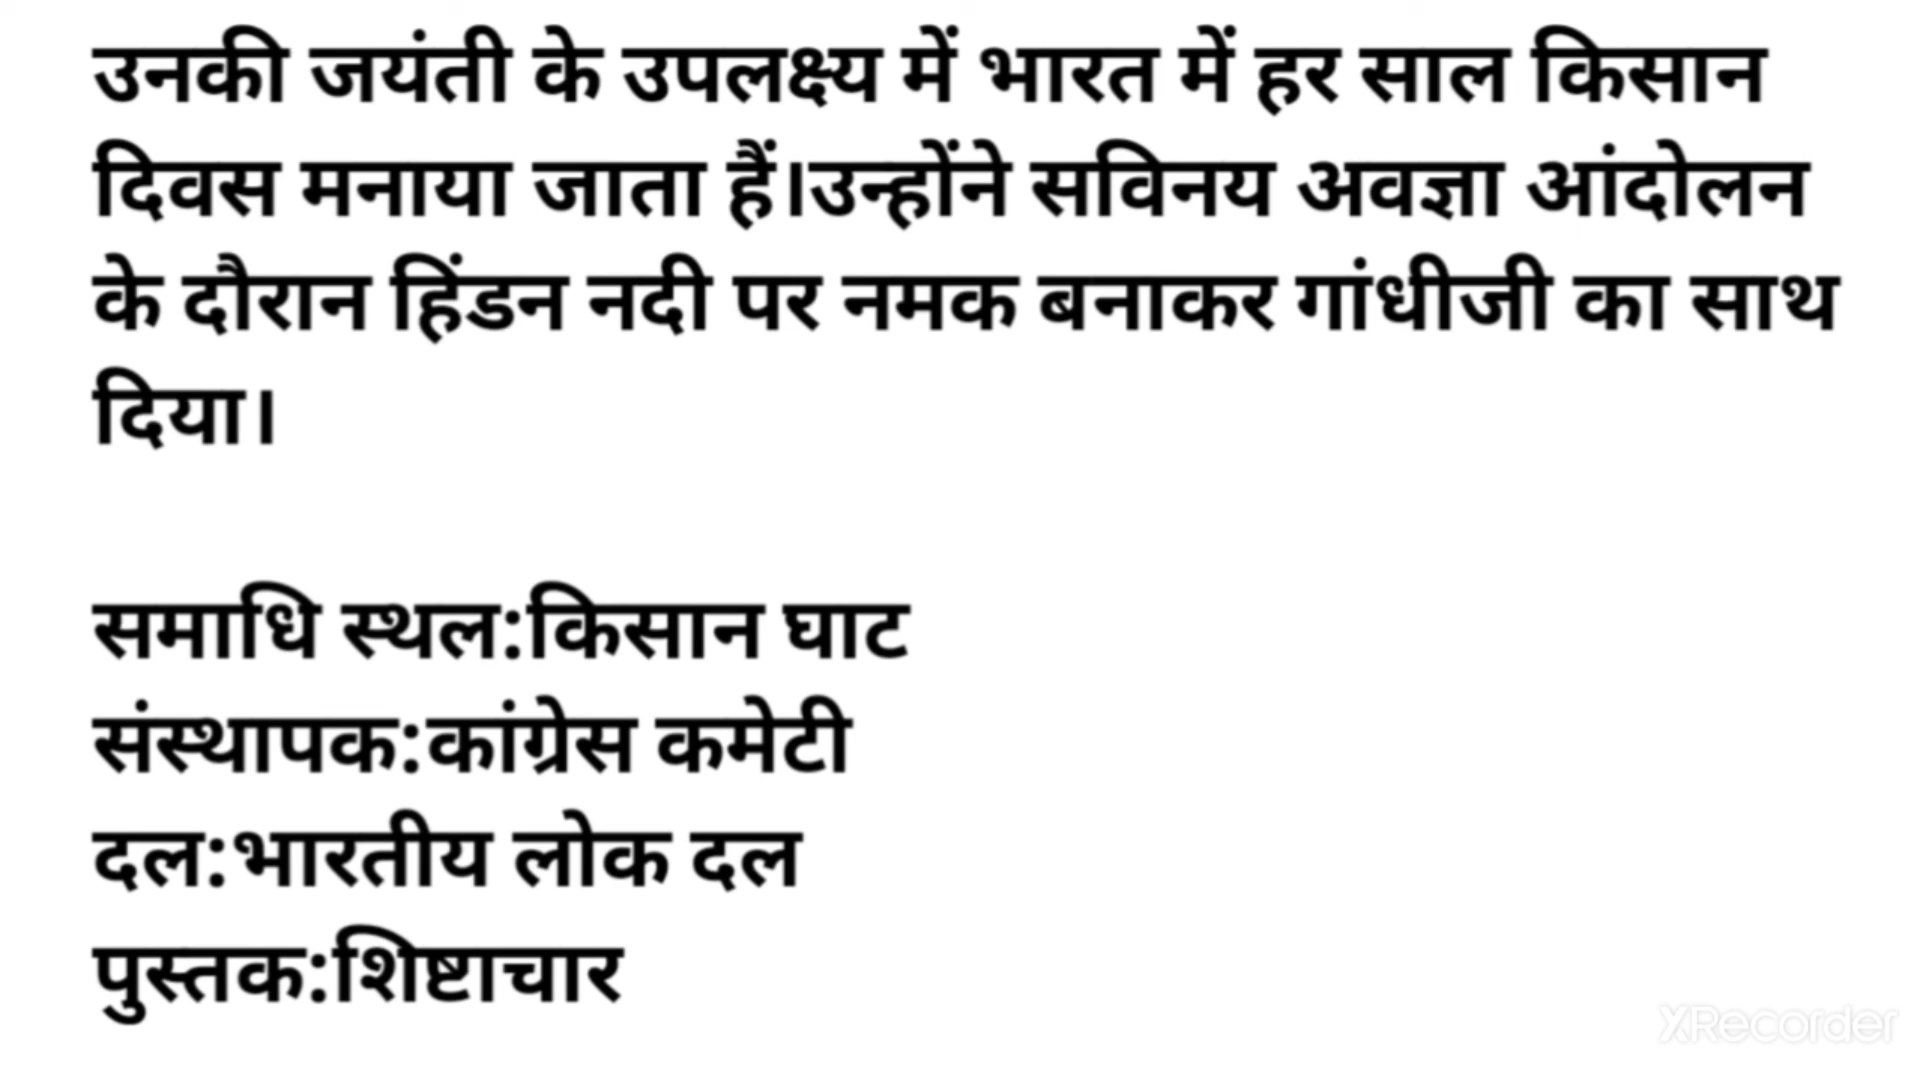 उनकी जयंती के उपलक्ष्य में भारत में हर साल किसान
दिवस मनाया जाता हैं।उन्होंने सविनय अवज्ञा आंदोलन
के दौरान हिंडन नदी पर नमक बनाकर गांधीजी का साथ
दिया।
समाधि स्थल:किसान घाट
संस्थापक:कांग्रेस कमेटी
दल:भारतीय लोक दल
पुस्तक:शिष्टाचार
XRecorder